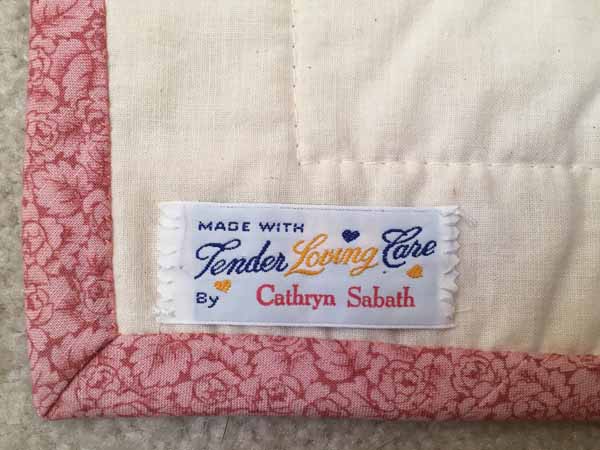 MADE WITH
Tender Loving Care
By Cathryn Sabath